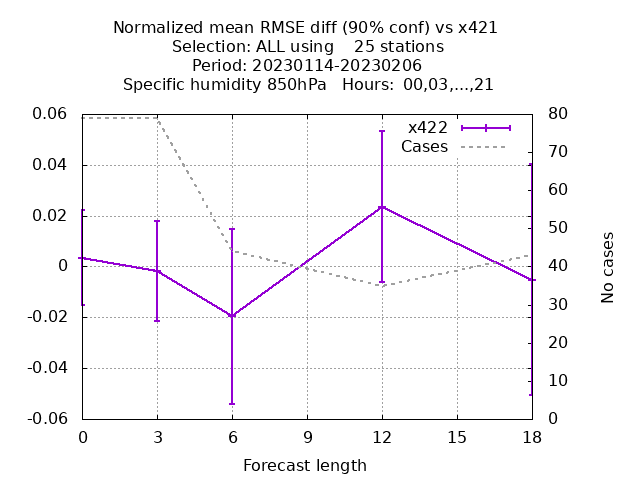 Normalized mean RMSE diff (90% conf) vs x421
Selection: ALL using    25 stations
Period: 20230114-20230206
Specific humidity 850hPa   Hours:  00,03,...,21
0.06
0.04
0.02
0
-0.02
-0.04
-0.06
80
70
60
50
40
30
20
10
0
x422
Cases
No cases
0 3 6 9 12 15 18
Forecast length